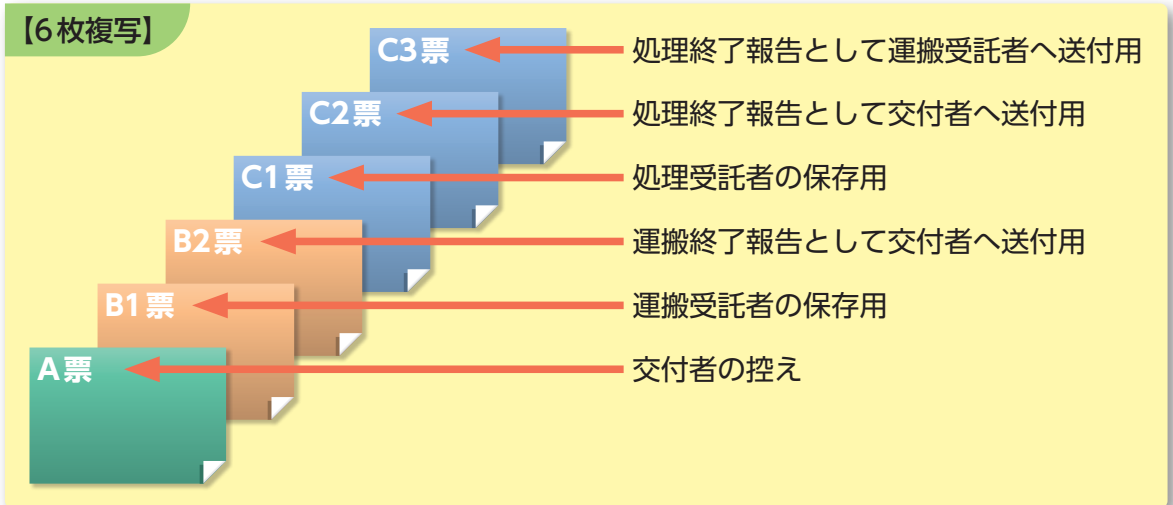 【6枚複写】
C3票 処理終了報告として運搬受託者へ送付用
C2票 処理終了報告として交付者へ送付用
C1票 処理受託者の保存用
B2票 運搬終了報告として交付者へ送付用
B1票 運搬受託者の保存用
A票 交付者の控え